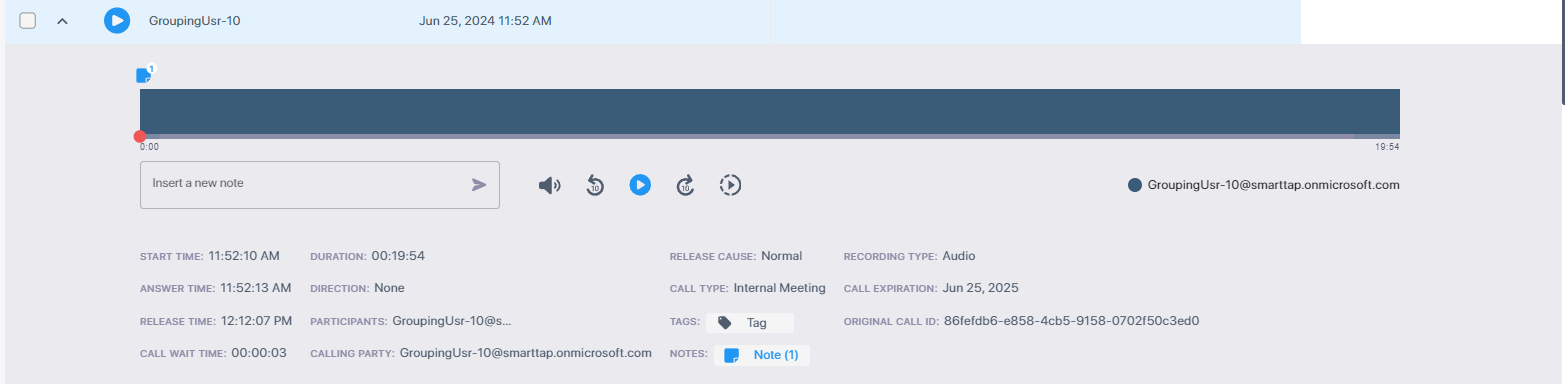 GroupingUsr-10 Jun 25, 2024 11:52 AM
1
0:00 19:54
Insert a new note 10 10 GroupingUsr-10@smarttap.onmicrosoft.com
START TIME: 11:52:10 AM DURATION: 00:19:54 RELEASE CAUSE: Normal RECORDING TYPE: Audio
ANSWER TIME: 11:52:13 AM DIRECTION: None CALL TYPE: Internal Meeting CALL EXPIRATION: Jun 25, 2025
RELEASE TIME: 12:12:07 PM PARTICIPANTS: GroupingUsr-10@s... TAGS: Tag ORIGINAL CALL ID: 86fefdb6-e858-4cb5-9158-0702f50c3ed0
CALL WAIT TIME: 00:00:03 CALLING PARTY: GroupingUsr-10@smarttap.onmicrosoft.com NOTES: Note (1)